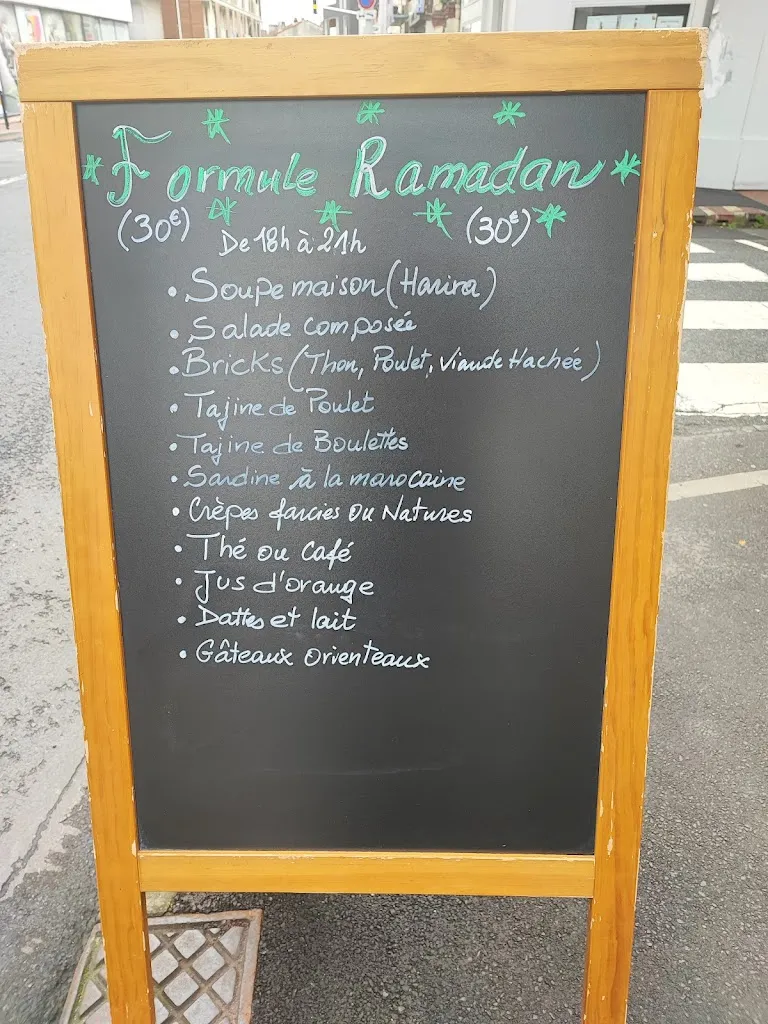 Formule Ramadan
(30€) (30€)
De 18h à 21h
• Soupe maison (Harira)
• Salade composée
• Bricks (Thon, Poulet, Viande Hachée)
• Tajine de Poulet
• Tajine de Boulettes
• Sardine à la marocaine
• Crèpes farcies ou Natures
• Thé ou café
• Jus d'orange
• Dattes et lait
• Gâteaux orienteaux